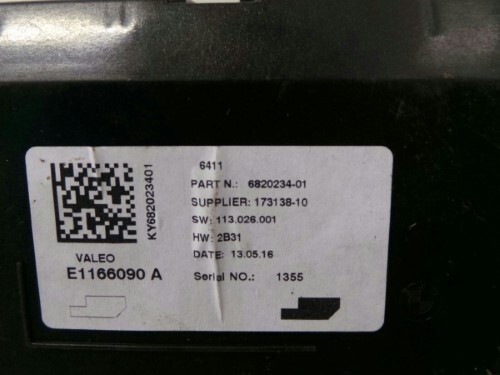 6411
PART N.: 6820234-01
SUPPLIER: 173138-10
SW: 113.026.001
HW: 2B31
DATE: 13.05.16
Serial NO.: 1355
KY682023401
VALEO
E1166090 A